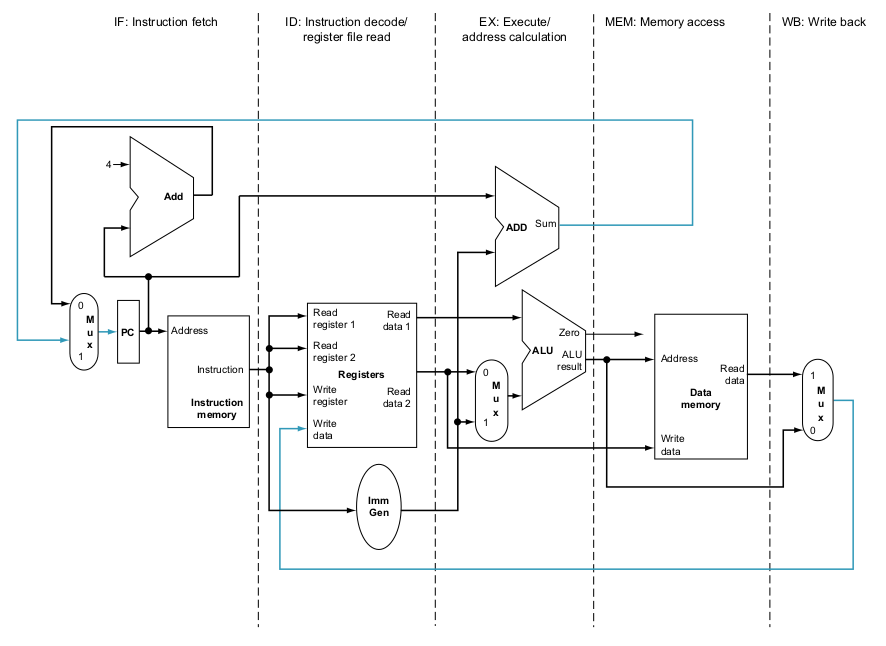 IF: Instruction fetch
ID: Instruction decode/
register file read
EX: Execute/
address calculation
MEM: Memory access
WB: Write back
4
Add
ADD
Sum
0
M
u
x
1
PC
Address
Instruction
Instruction
memory
Read
register 1
Read
register 2
Registers
Write
register
Write
data
Read
data 1
Read
data 2
Imm
Gen
0
M
u
x
1
Zero
ALU
ALU
result
Address
Read
data
Data
memory
Write
data
1
M
u
x
0